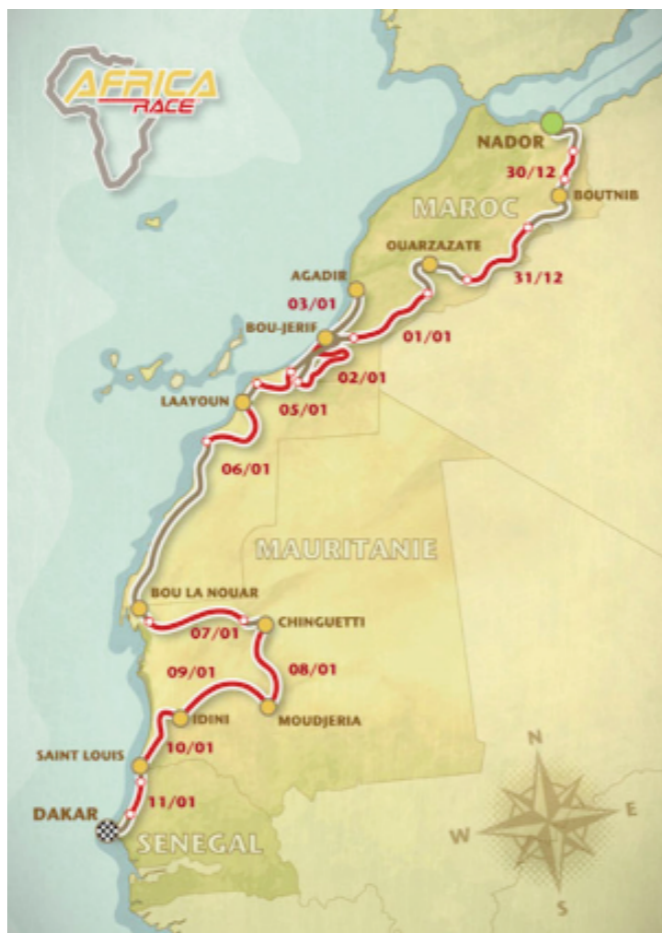 AFRICA
RACE
NADOR
30/12
BOUTNIB
MAROC
OUARZAZATE
31/12
AGADIR
03/01
BOU-JERIF
01/01
02/01
LAAYOUN
05/01
06/01
MAURITANIE
BOU LA NOUAR
CHINGUETTI
07/01
09/01
08/01
IDINI
MOUDJERIA
10/01
SAINT LOUIS
11/01
DAKAR
SENEGAL
N
E
W
S